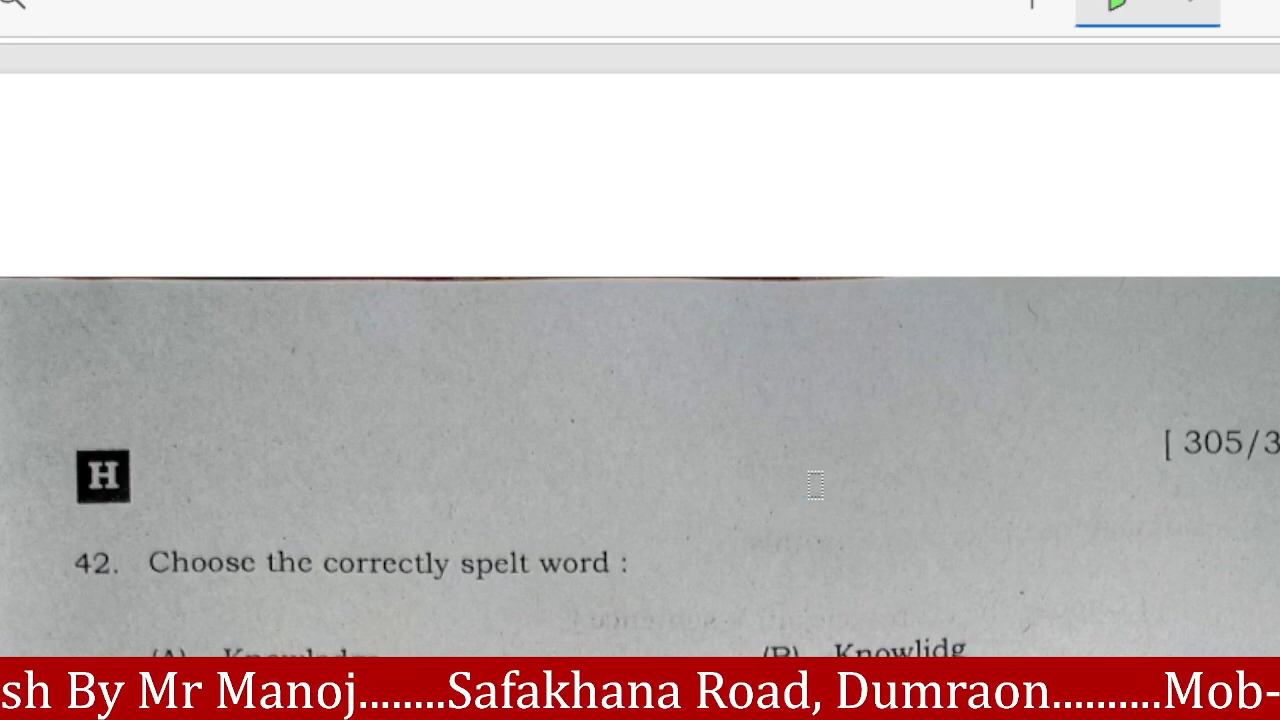 [ 305/3
H
42. Choose the correctly spelt word :
(A) (B) Knowlidg
sh By Mr Manoj........Safakhana Road, Dumraon..........Mob-